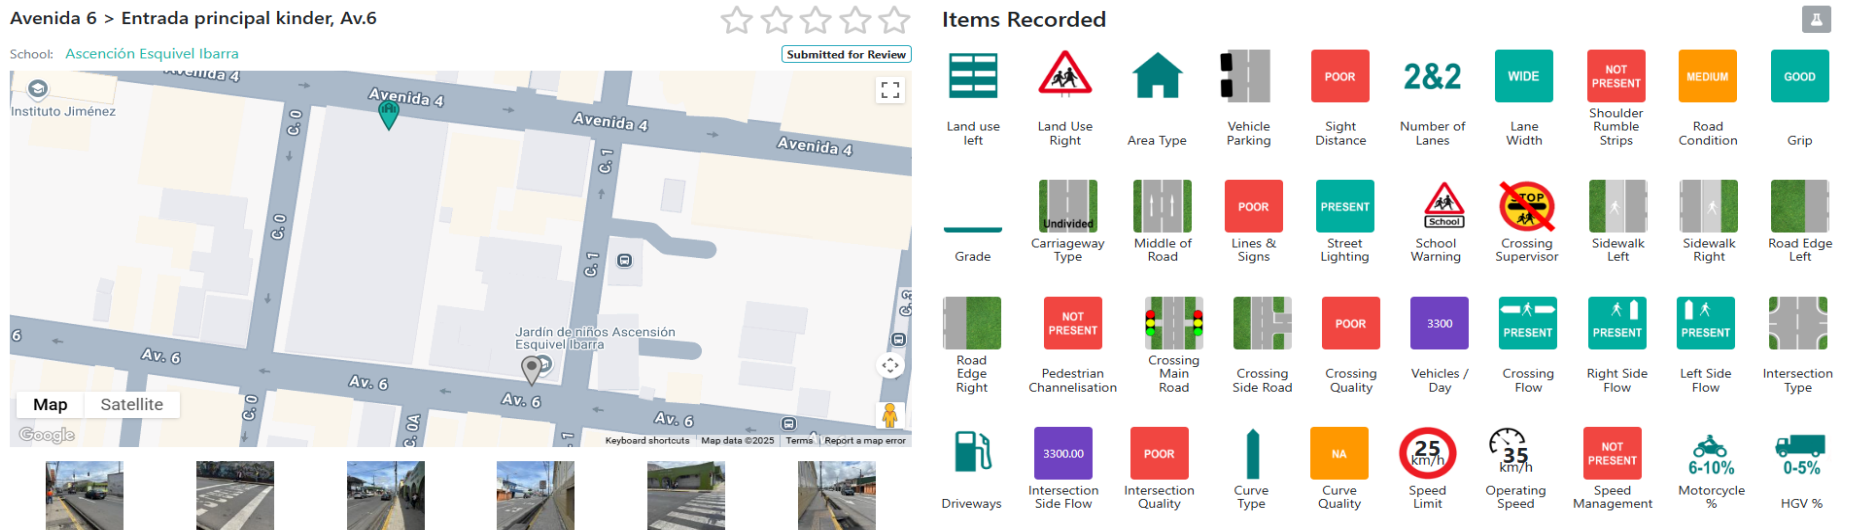 Avenida 6 > Entrada principal kinder, Av.6
School: Ascención Esquivel Ibarra
Submitted for Review
Avenida 4
Avenida 4
Avenida 4
Avenida 4
Instituto Jiménez
C. 0
C. 1
C. 0
C. 1
C. 3
Jardín de niños Ascensión
Esquivel Ibarra
6
Av. 6
Av. 6
Av. 6
Av. 6
C. 0
C. 0A
C. 1
Map
Satellite
Google
Keyboard shortcuts
Map data ©2025
Terms
Report a map error
Items Recorded
POOR
2&2
WIDE
NOT
PRESENT
MEDIUM
GOOD
Land use
left
Land Use
Right
Area Type
Vehicle
Parking
Sight
Distance
Number of
Lanes
Lane
Width
Shoulder
Rumble
Strips
Road
Condition
Grip
Undivided
POOR
PRESENT
School
STOP
Grade
Carriageway
Type
Middle of
Road
Lines &
Signs
Street
Lighting
School
Warning
Crossing
Supervisor
Sidewalk
Left
Sidewalk
Right
Road Edge
Left
NOT
PRESENT
POOR
3300
PRESENT
PRESENT
PRESENT
Road
Edge
Right
Pedestrian
Channelisation
Crossing
Main
Road
Crossing
Side Road
Crossing
Quality
Vehicles /
Day
Crossing
Flow
Right Side
Flow
Left Side
Flow
Intersection
Type
3300.00
POOR
NA
25
km/h
35
km/h
NOT
PRESENT
6-10%
0-5%
Driveways
Intersection
Side Flow
Intersection
Quality
Curve
Type
Curve
Quality
Speed
Limit
Operating
Speed
Speed
Management
Motorcycle
%
HGV %